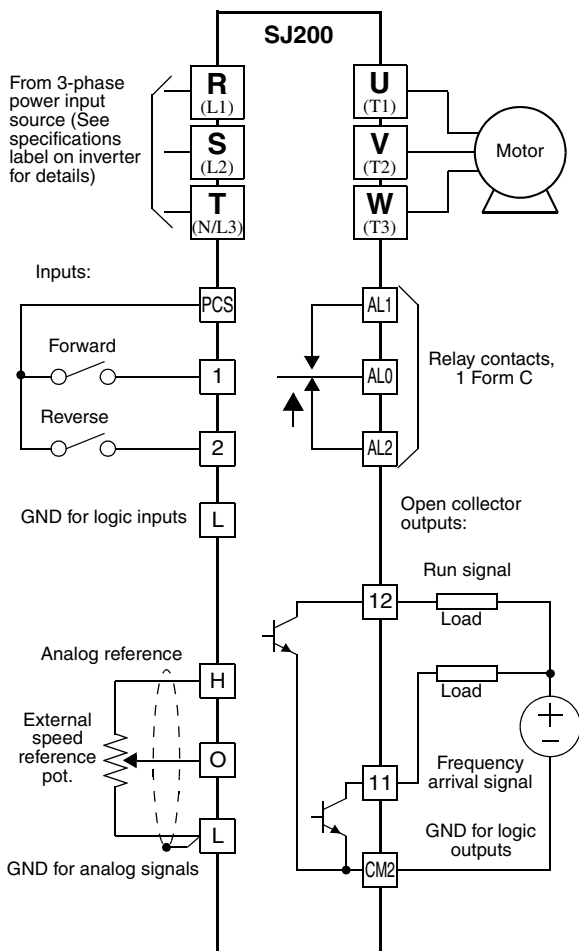 SJ200
From 3-phase
power input
source (See
specifications
label on inverter
for details)
R
(L1)
S
(L2)
T
(N/L3)
U
(T1)
V
(T2)
W
(T3)
Motor
Inputs:
PCS
Forward
1
Reverse
2
GND for logic inputs
L
AL1
AL0
AL2
Relay contacts,
1 Form C
Open collector
outputs:
Run signal
12
Load
Load
Analog reference
H
External
speed
reference
pot.
O
L
GND for analog signals
+
−
11
Frequency
arrival signal
GND for logic
outputs
CM2